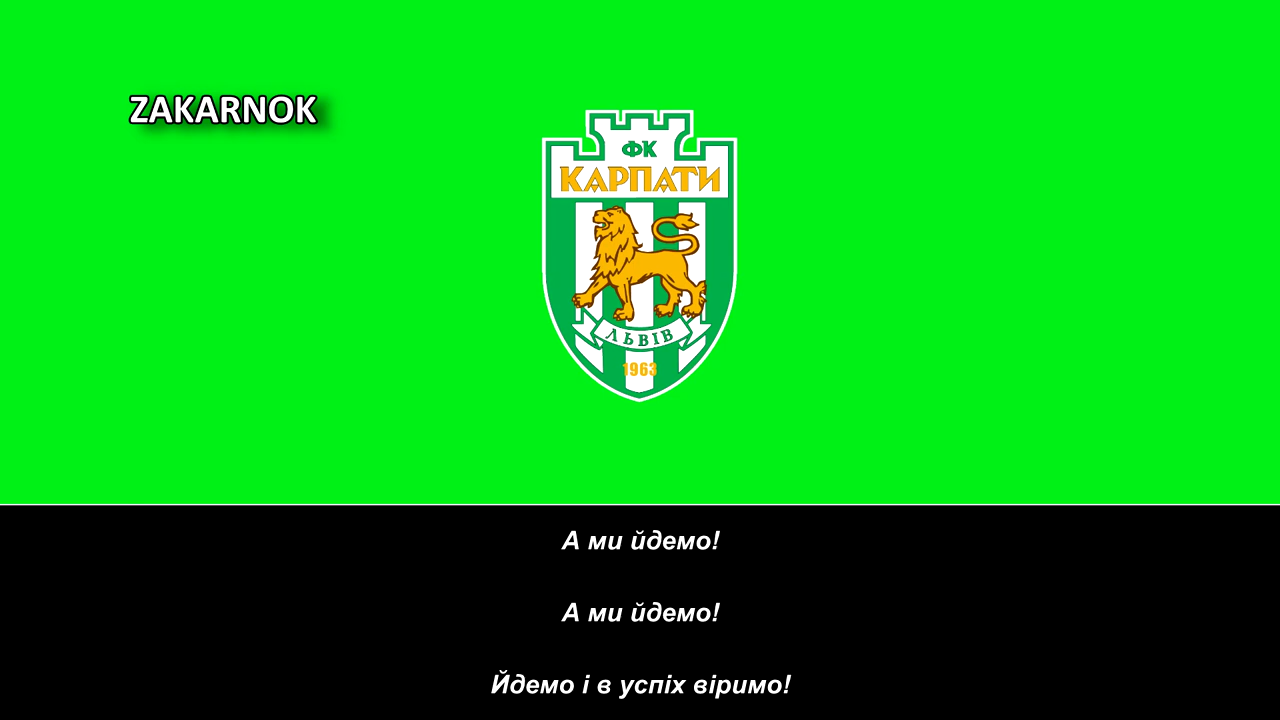 ZAKARNOK
ФК
КАРПАТИ
ЛЬВІВ
1963
А ми йдемо!
А ми йдемо!
Йдемо і в успіх віримо!